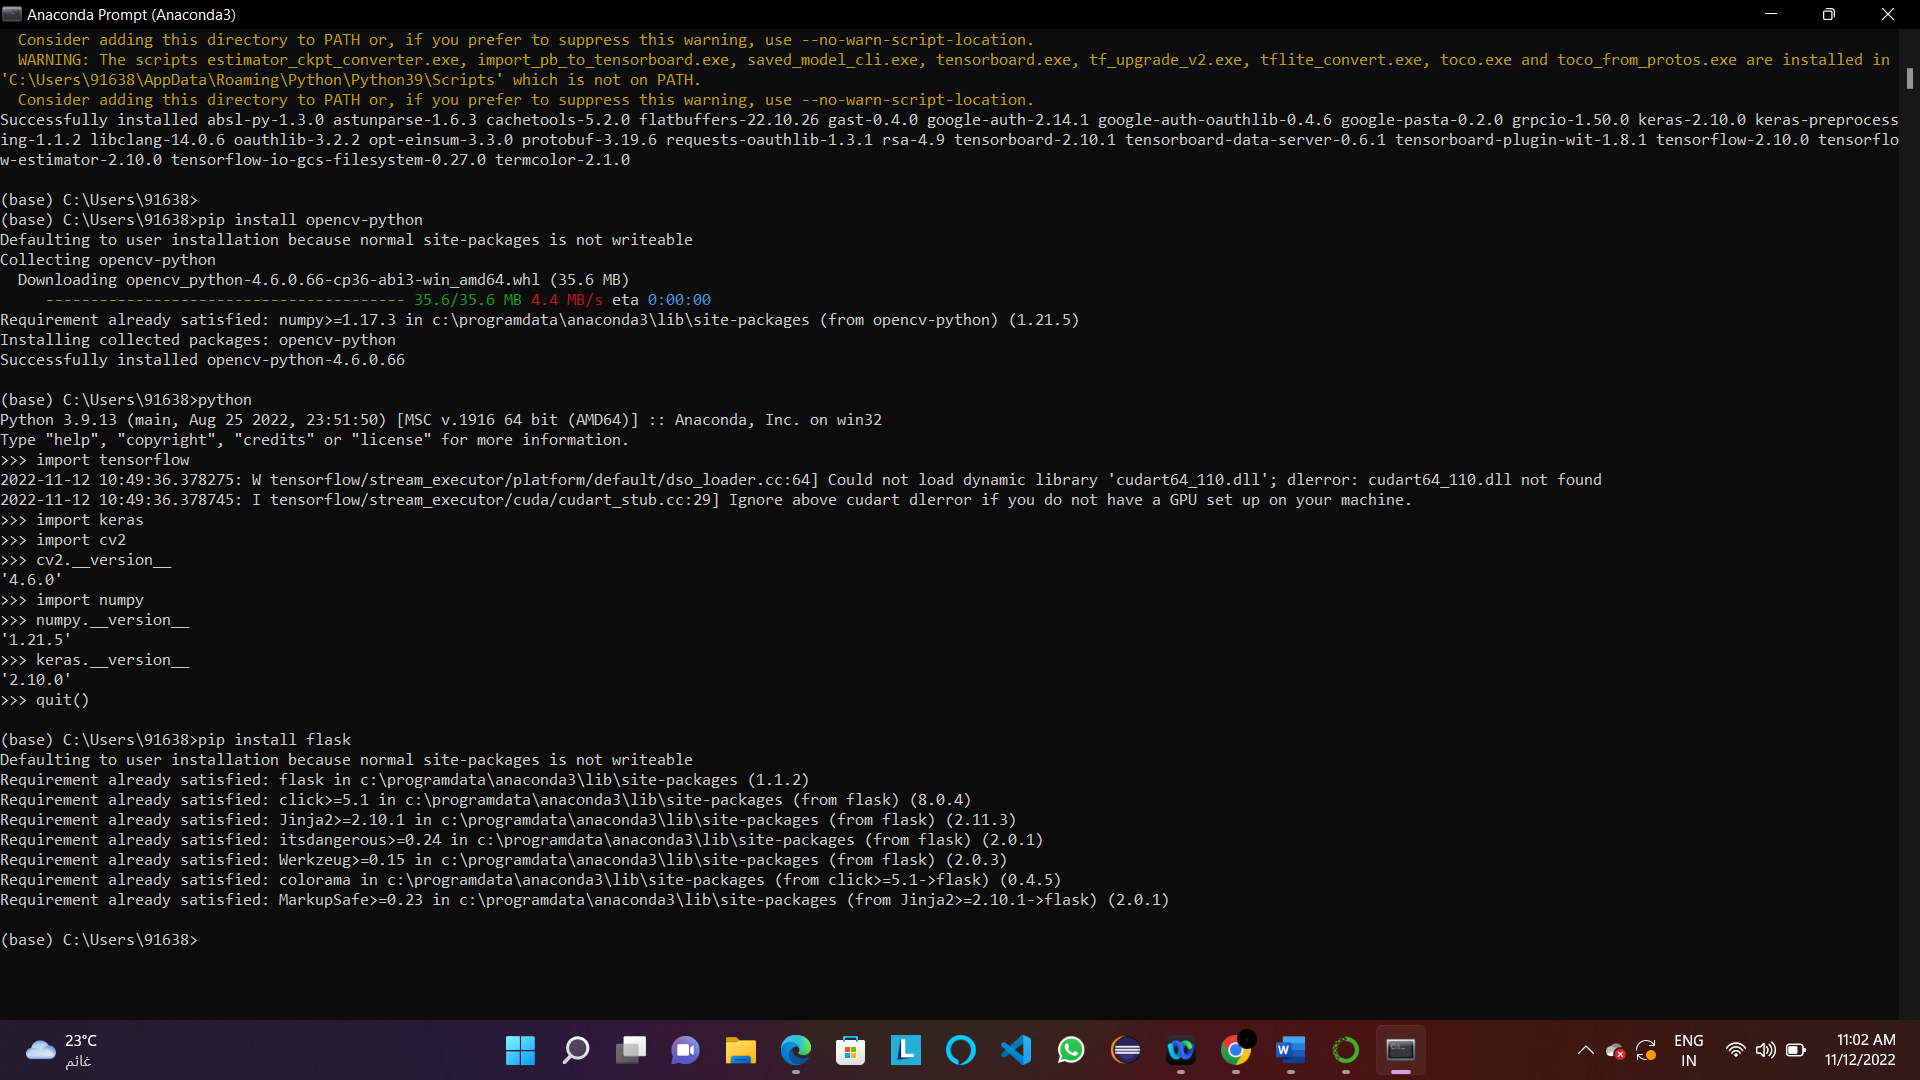 Anaconda Prompt (Anaconda3)
  Consider adding this directory to PATH or, if you prefer to suppress this warning, use --no-warn-script-location.
  WARNING: The scripts estimator_ckpt_converter.exe, import_pb_to_tensorboard.exe, saved_model_cli.exe, tensorboard.exe, tf_upgrade_v2.exe, tflite_convert.exe, toco.exe and toco_from_protos.exe are installed in
'C:\Users\91638\AppData\Roaming\Python\Python39\Scripts' which is not on PATH.
  Consider adding this directory to PATH or, if you prefer to suppress this warning, use --no-warn-script-location.
Successfully installed absl-py-1.3.0 astunparse-1.6.3 cachetools-5.2.0 flatbuffers-22.10.26 gast-0.4.0 google-auth-2.14.1 google-auth-oauthlib-0.4.6 google-pasta-0.2.0 grpcio-1.50.0 keras-2.10.0 keras-preprocess
ing-1.1.2 libclang-14.0.6 oauthlib-3.2.2 opt-einsum-3.3.0 protobuf-3.19.6 requests-oauthlib-1.3.1 rsa-4.9 tensorboard-2.10.1 tensorboard-data-server-0.6.1 tensorboard-plugin-wit-1.8.1 tensorflow-2.10.0 tensorflo
w-estimator-2.10.0 tensorflow-io-gcs-filesystem-0.27.0 termcolor-2.1.0
(base) C:\Users\91638>
(base) C:\Users\91638>pip install opencv-python
Defaulting to user installation because normal site-packages is not writeable
Collecting opencv-python
  Downloading opencv_python-4.6.0.66-cp36-abi3-win_amd64.whl (35.6 MB)
     ---------------------------------------- 35.6/35.6 MB 4.4 MB/s eta 0:00:00
Requirement already satisfied: numpy>=1.17.3 in c:\programdata\anaconda3\lib\site-packages (from opencv-python) (1.21.5)
Installing collected packages: opencv-python
Successfully installed opencv-python-4.6.0.66
(base) C:\Users\91638>python
Python 3.9.13 (main, Aug 25 2022, 23:51:50) [MSC v.1916 64 bit (AMD64)] :: Anaconda, Inc. on win32
Type "help", "copyright", "credits" or "license" for more information.
>>> import tensorflow
2022-11-12 10:49:36.378275: W tensorflow/stream_executor/platform/default/dso_loader.cc:64] Could not load dynamic library 'cudart64_110.dll'; dlerror: cudart64_110.dll not found
2022-11-12 10:49:36.378745: I tensorflow/stream_executor/cuda/cudart_stub.cc:29] Ignore above cudart dlerror if you do not have a GPU set up on your machine.
>>> import keras
>>> import cv2
>>> cv2.__version__
'4.6.0'
>>> import numpy
>>> numpy.__version__
'1.21.5'
>>> keras.__version__
'2.10.0'
>>> quit()
(base) C:\Users\91638>pip install flask
Defaulting to user installation because normal site-packages is not writeable
Requirement already satisfied: flask in c:\programdata\anaconda3\lib\site-packages (1.1.2)
Requirement already satisfied: click>=5.1 in c:\programdata\anaconda3\lib\site-packages (from flask) (8.0.4)
Requirement already satisfied: Jinja2>=2.10.1 in c:\programdata\anaconda3\lib\site-packages (from flask) (2.11.3)
Requirement already satisfied: itsdangerous>=0.24 in c:\programdata\anaconda3\lib\site-packages (from flask) (2.0.1)
Requirement already satisfied: Werkzeug>=0.15 in c:\programdata\anaconda3\lib\site-packages (from flask) (2.0.3)
Requirement already satisfied: colorama in c:\programdata\anaconda3\lib\site-packages (from click>=5.1->flask) (0.4.5)
Requirement already satisfied: MarkupSafe>=0.23 in c:\programdata\anaconda3\lib\site-packages (from Jinja2>=2.10.1->flask) (2.0.1)
(base) C:\Users\91638>
23°C
غائم
L
W
ENG
IN
11:02 AM
11/12/2022